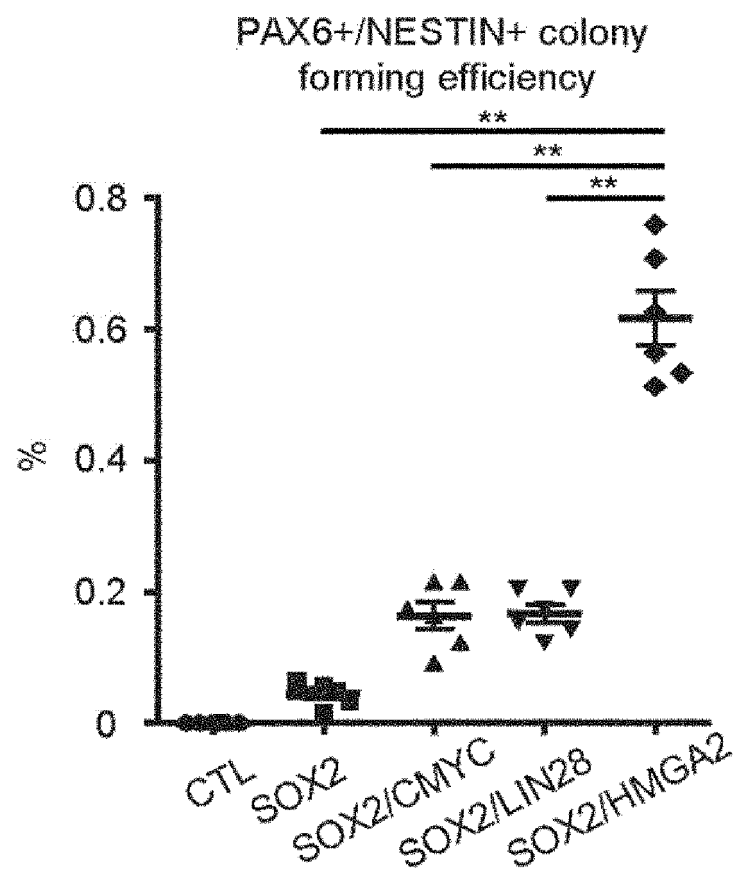 PAX6+/NESTIN+ colony
forming efficiency
**
**
**
0.8
0.6
0.4
0.2
0
%
CTL
SOX2
SOX2/CMYC
SOX2/LIN28
SOX2/HMGA2